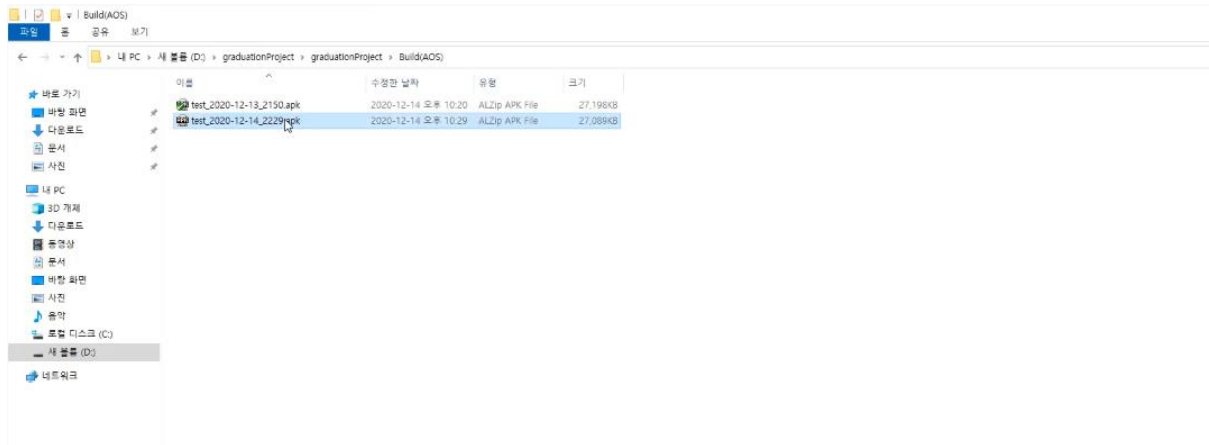 Build(AOS)
파일 홈 공유 보기
내 PC › 새 볼륨 (D:) › graduationProject › graduationProject › Build(AOS)
이름 수정한 날짜 유형 크기
test_2020-12-13_2150.apk 2020-12-14 오후 10:20 ALZip APK File 27,198KB
test_2020-12-14_2229.apk 2020-12-14 오후 10:29 ALZip APK File 27,089KB
바로 가기
바탕 화면
다운로드
문서
사진
내 PC
3D 개체
다운로드
동영상
문서
바탕 화면
사진
음악
로컬 디스크 (C:)
새 볼륨 (D:)
네트워크